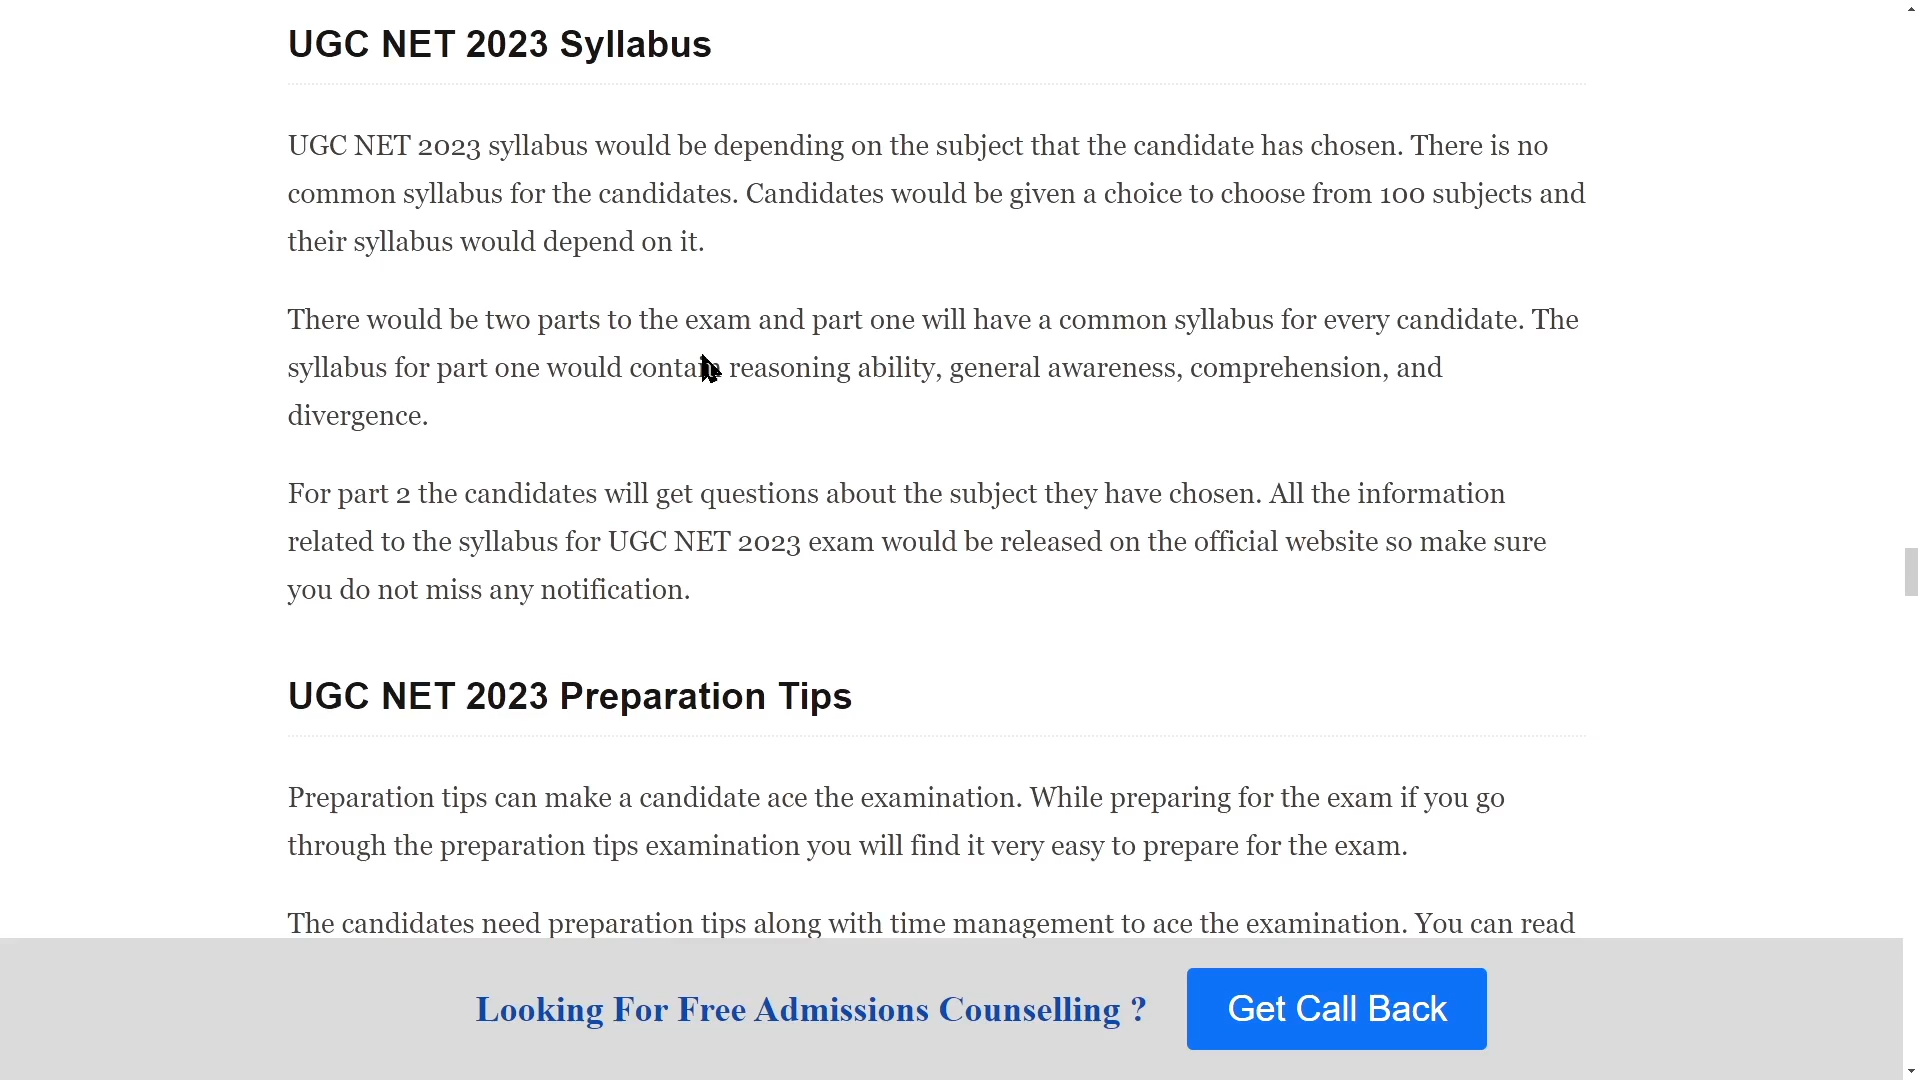 UGC NET 2023 Syllabus
UGC NET 2023 syllabus would be depending on the subject that the candidate has chosen. There is no
common syllabus for the candidates. Candidates would be given a choice to choose from 100 subjects and
their syllabus would depend on it.
There would be two parts to the exam and part one will have a common syllabus for every candidate. The
syllabus for part one would contain reasoning ability, general awareness, comprehension, and
divergence.
For part 2 the candidates will get questions about the subject they have chosen. All the information
related to the syllabus for UGC NET 2023 exam would be released on the official website so make sure
you do not miss any notification.
UGC NET 2023 Preparation Tips
Preparation tips can make a candidate ace the examination. While preparing for the exam if you go
through the preparation tips examination you will find it very easy to prepare for the exam.
The candidates need preparation tips along with time management to ace the examination. You can read
Looking For Free Admissions Counselling ?
Get Call Back